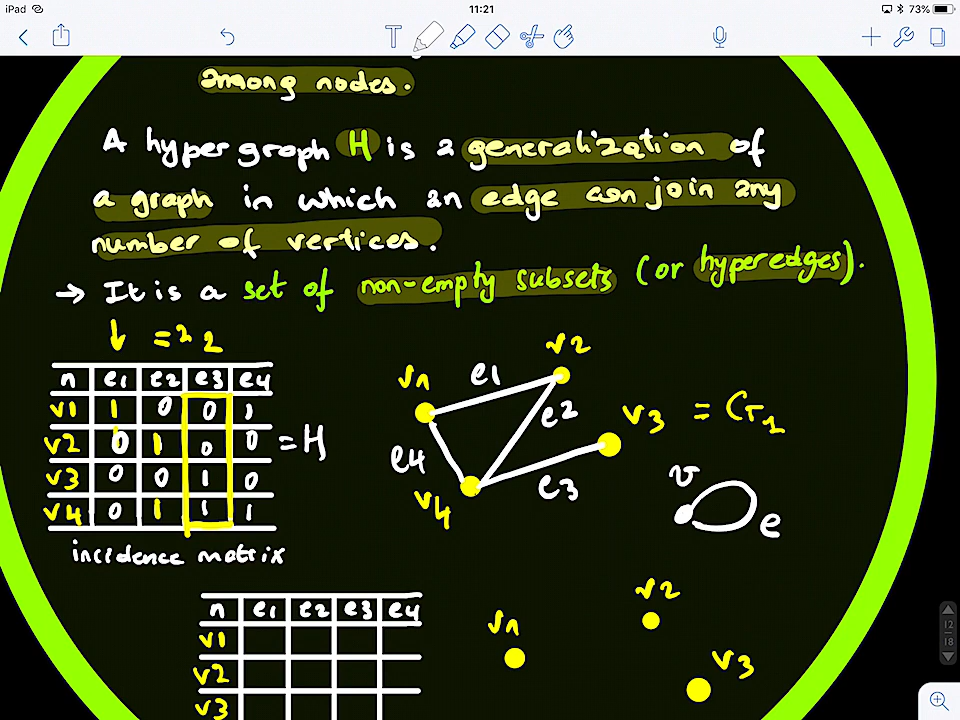 iPad
11:21
73%
among nodes.
A hypergraph H is a generalization of
a graph in which an edge can join any
number of vertices.
→ It is a set of non-empty subsets (or hyperedges).
↓ = 2 2
n e1 e2 e3 e4
v1 1 0 0 1
v2 0 1 0 0
v3 0 0 1 0
v4 0 1 1 1
= H
incidence matrix
v1 e1 v2
e2 v3 = G1
e4 v4 e3
v e
n e1 e2 e3 e4
v1
v2
v3
v1 v2
v3
12
18